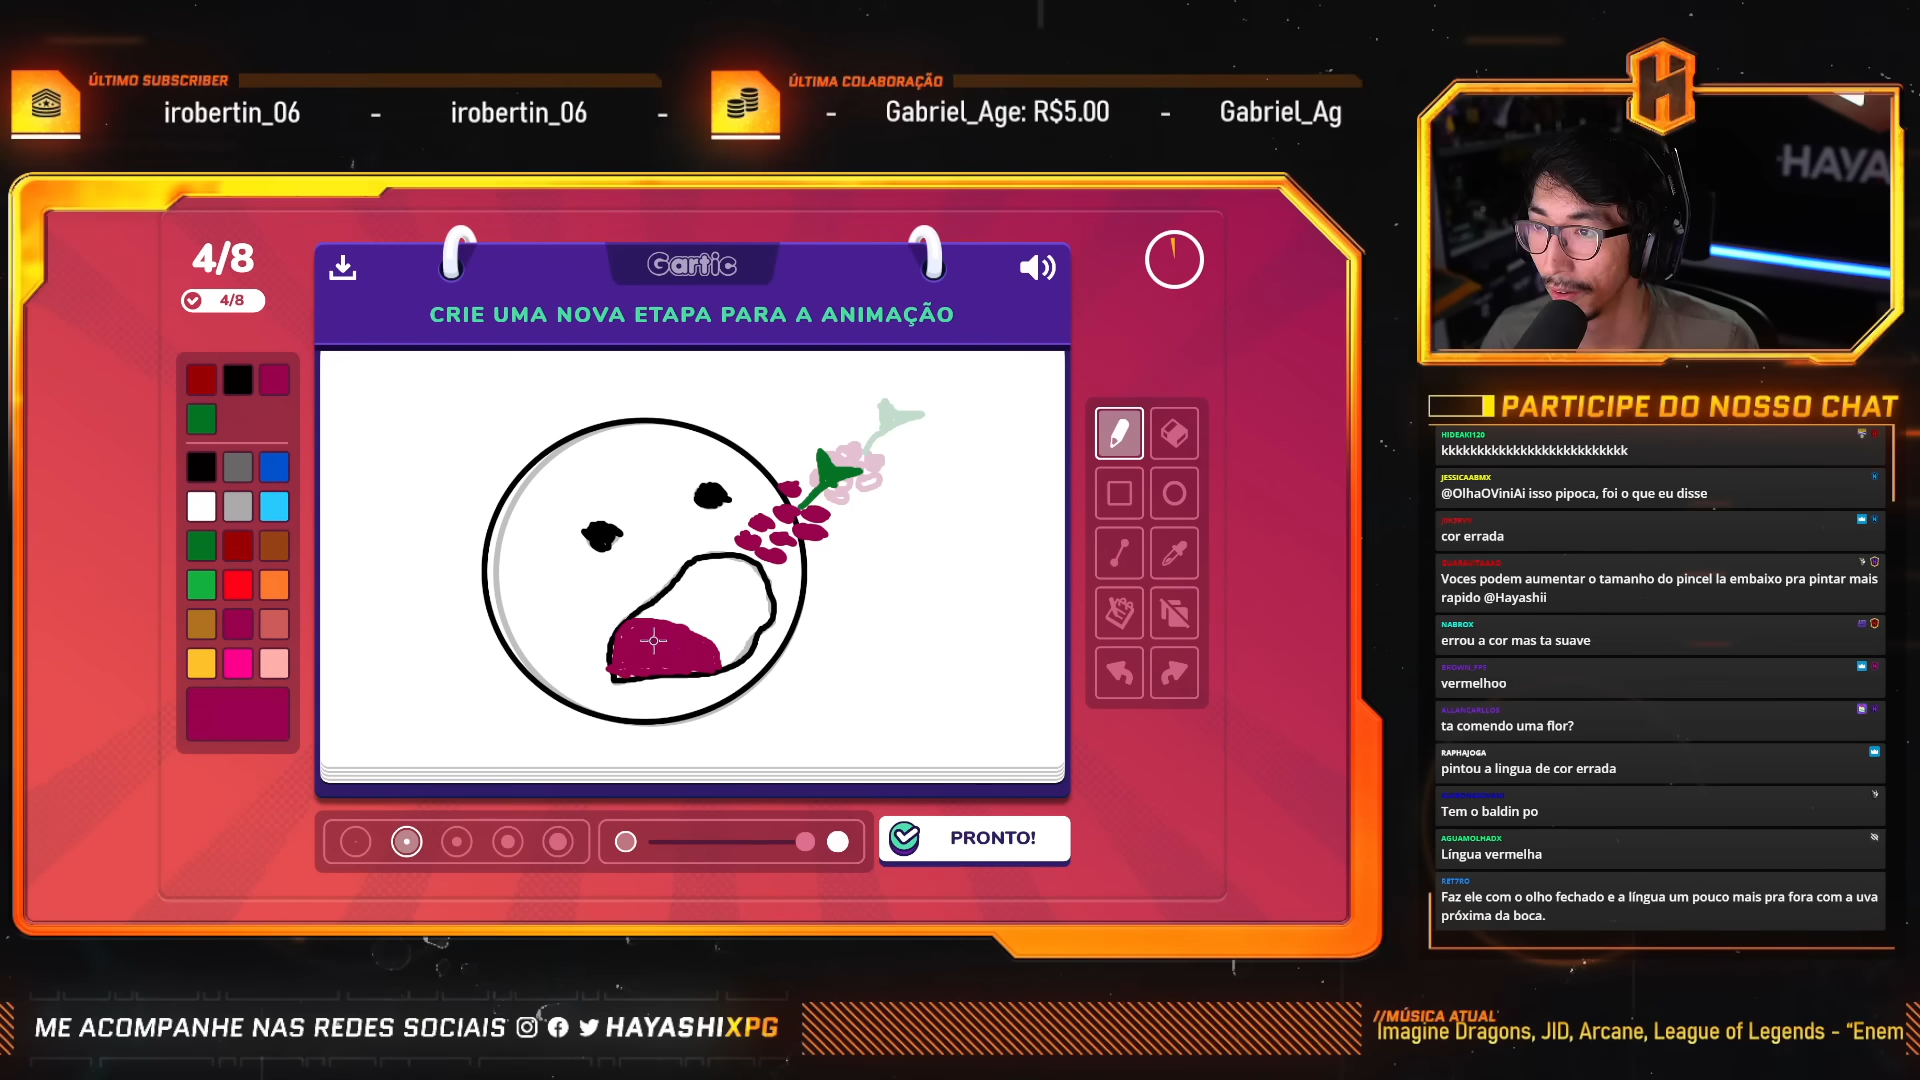 ÚLTIMO SUBSCRIBER
irobertin_06 - irobertin_06 -
ÚLTIMA COLABORAÇÃO
- Gabriel_Age: R$5.00 - Gabriel_Ag
HAYA
4/8
4/8
Gartic
CRIE UMA NOVA ETAPA PARA A ANIMAÇÃO
PRONTO!
PARTICIPE DO NOSSO CHAT
HIDEAKI120
kkkkkkkkkkkkkkkkkkkkkkkkkk
JESSICAABMX
@OlhaOViniAi isso pipoca, foi o que eu disse
cor errada
Voces podem aumentar o tamanho do pincel la embaixo pra pintar mais
rapido @Hayashii
NABROX
errou a cor mas ta suave
BROWN_FPS
vermelhoo
ALLANCARLLOS
ta comendo uma flor?
RAPHAJOGA
pintou a lingua de cor errada
Tem o baldin po
AGUAMOLHADX
Língua vermelha
RET7RO
Faz ele com o olho fechado e a língua um pouco mais pra fora com a uva
próxima da boca.
ME ACOMPANHE NAS REDES SOCIAIS HAYASHIXPG
//MÚSICA ATUAL
Imagine Dragons, JID, Arcane, League of Legends - “Enem